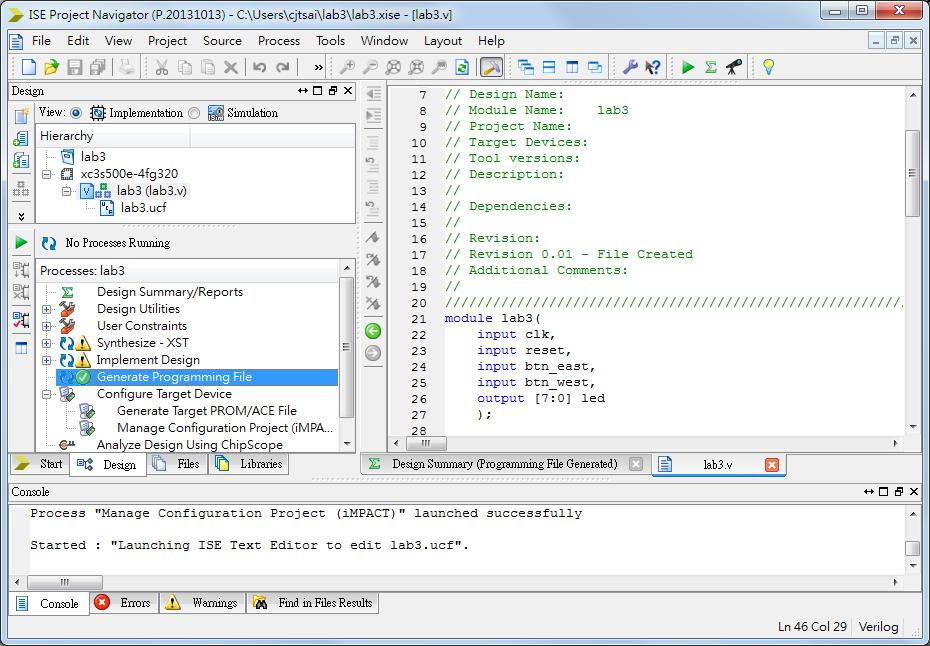 ISE Project Navigator (P.20131013) - C:\Users\cjtsai\lab3\lab3.xise - [lab3.v]
File Edit View Project Source Process Tools Window Layout Help
»
Design
View: Implementation Simulation
Hierarchy
lab3
xc3s500e-4fg320
lab3 (lab3.v)
lab3.ucf
No Processes Running
Processes: lab3
Design Summary/Reports
Design Utilities
User Constraints
Synthesize - XST
Implement Design
Generate Programming File
Configure Target Device
Generate Target PROM/ACE File
Manage Configuration Project (iMPA...
Analyze Design Using ChipScope
Start Design Files Libraries
7 // Design Name:
8 // Module Name: lab3
9 // Project Name:
10 // Target Devices:
11 // Tool versions:
12 // Description:
13 //
14 // Dependencies:
15 //
16 // Revision:
17 // Revision 0.01 - File Created
18 // Additional Comments:
19 //
20 /////////////////////////////////////////////////////////
21 module lab3(
22 input clk,
23 input reset,
24 input btn_east,
25 input btn_west,
26 output [7:0] led
27 );
28
Design Summary (Programming File Generated) lab3.v
Console
Process "Manage Configuration Project (iMPACT)" launched successfully
Started : "Launching ISE Text Editor to edit lab3.ucf".
Console Errors Warnings Find in Files Results
Ln 46 Col 29 Verilog